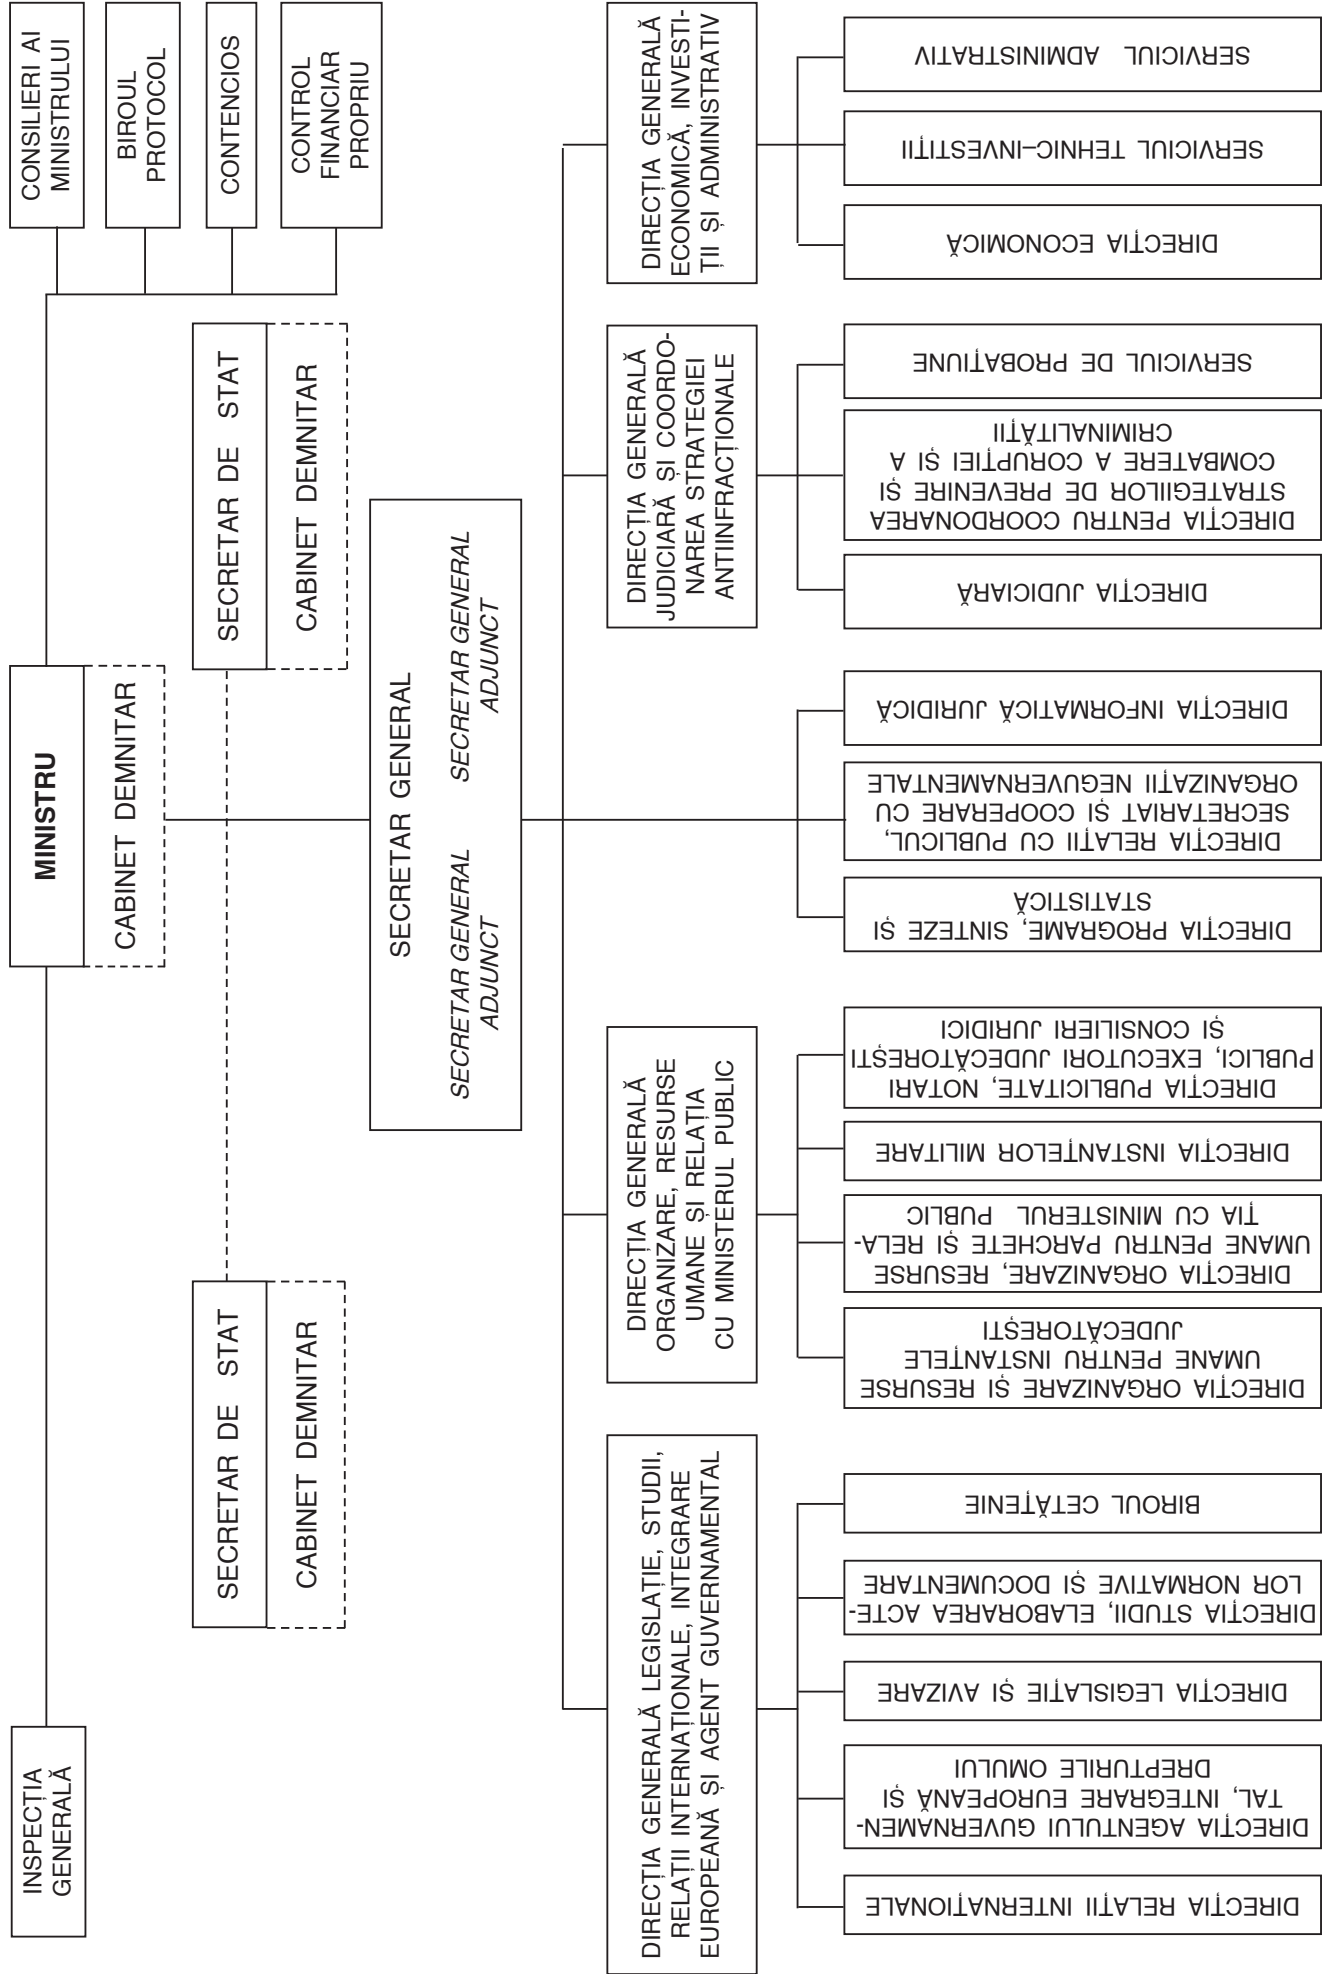 INSPECȚIA
GENERALĂ
MINISTRU
CABINET DEMNITAR
CONSILIERI AI
MINISTRULUI
BIROUL
PROTOCOL
CONTENCIOS
CONTROL
FINANCIAR
PROPRIU
SECRETAR DE STAT
CABINET DEMNITAR
SECRETAR DE STAT
CABINET DEMNITAR
SECRETAR GENERAL
SECRETAR GENERAL
ADJUNCT
SECRETAR GENERAL
ADJUNCT
DIRECȚIA GENERALĂ LEGISLAȚIE, STUDII,
RELAȚII INTERNAȚIONALE, INTEGRARE
EUROPEANĂ ȘI AGENT GUVERNAMENTAL
DIRECȚIA GENERALĂ
ORGANIZARE, RESURSE
UMANE ȘI RELAȚIA
CU MINISTERUL PUBLIC
DIRECȚIA GENERALĂ
JUDICIARĂ ȘI COORDO-
NAREA STRATEGIEI
ANTIINFRACȚIONALE
DIRECȚIA GENERALĂ
ECONOMICĂ, INVESTI-
ȚII ȘI ADMINISTRATIV
DIRECȚIA RELAȚII INTERNAȚIONALE
DIRECȚIA AGENTULUI GUVERNAMEN-
TAL, INTEGRARE EUROPEANĂ ȘI
DREPTURILE OMULUI
DIRECȚIA LEGISLAȚIE ȘI AVIZARE
DIRECȚIA STUDII, ELABORAREA ACTE-
LOR NORMATIVE ȘI DOCUMENTARE
BIROUL CETĂȚENIE
DIRECȚIA ORGANIZARE ȘI RESURSE
UMANE PENTRU INSTANȚELE
JUDECĂTOREȘTI
DIRECȚIA ORGANIZARE, RESURSE
UMANE PENTRU PARCHETE ȘI RELA-
ȚIA CU MINISTERUL PUBLIC
DIRECȚIA INSTANȚELOR MILITARE
DIRECȚIA PUBLICITATE, NOTARI
PUBLICI, EXECUTORI JUDECĂTOREȘTI
ȘI CONSILIERI JURIDICI
DIRECȚIA PROGRAME, SINTEZE ȘI
STATISTICĂ
DIRECȚIA RELAȚII CU PUBLICUL,
SECRETARIAT ȘI COOPERARE CU
ORGANIZAȚII NEGUVERNAMENTALE
DIRECȚIA INFORMATICĂ JURIDICĂ
DIRECȚIA JUDICIARĂ
DIRECȚIA PENTRU COORDONAREA
STRATEGIILOR DE PREVENIRE ȘI
COMBATERE A CORUPȚIEI ȘI A
CRIMINALITĂȚII
SERVICIUL DE PROBAȚIUNE
DIRECȚIA ECONOMICĂ
SERVICIUL TEHNIC–INVESTIȚII
SERVICIUL ADMINISTRATIV